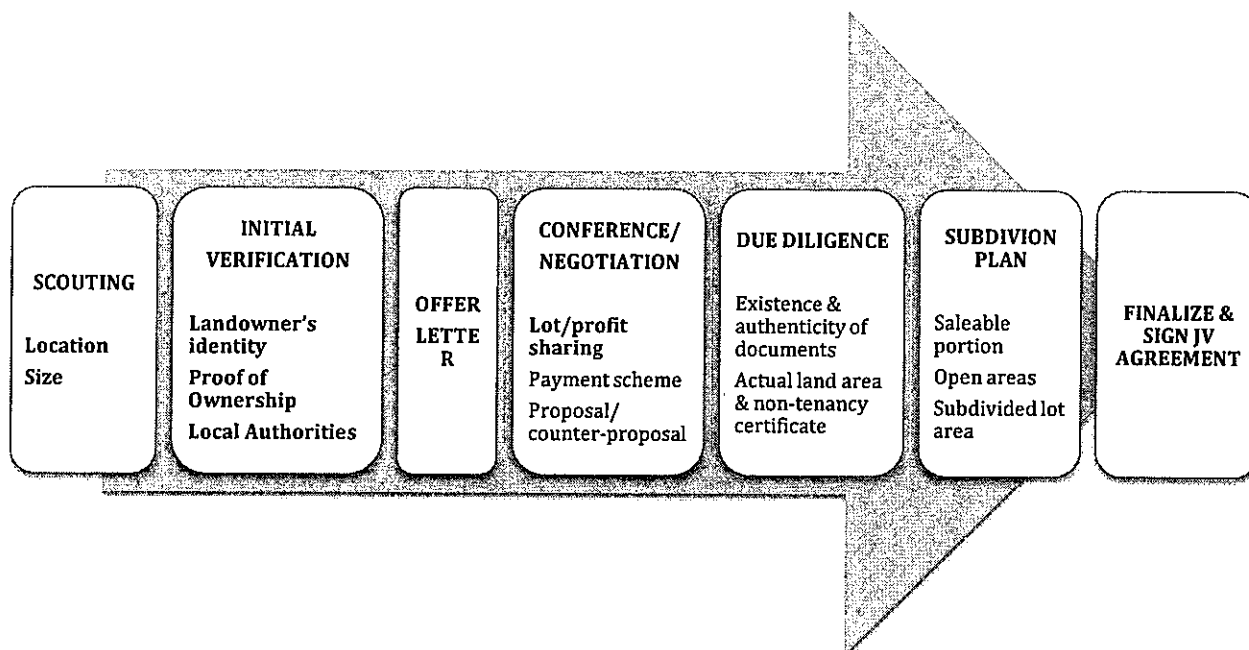 SCOUTING
Location
Size
INITIAL
VERIFICATION
Landowner's
identity
Proof of
Ownership
Local Authorities
OFFER
LETTE
R
CONFERENCE/
NEGOTIATION
Lot/profit
sharing
Payment scheme
Proposal/
counter-proposal
DUE DILIGENCE
Existence &
authenticity of
documents
Actual land area
& non-tenancy
certificate
SUBDIVION
PLAN
Saleable
portion
Open areas
Subdivided lot
area
FINALIZE &
SIGN JV
AGREEMENT